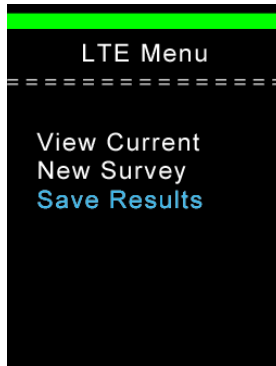 LTE Menu
===============
View Current
New Survey
Save Results